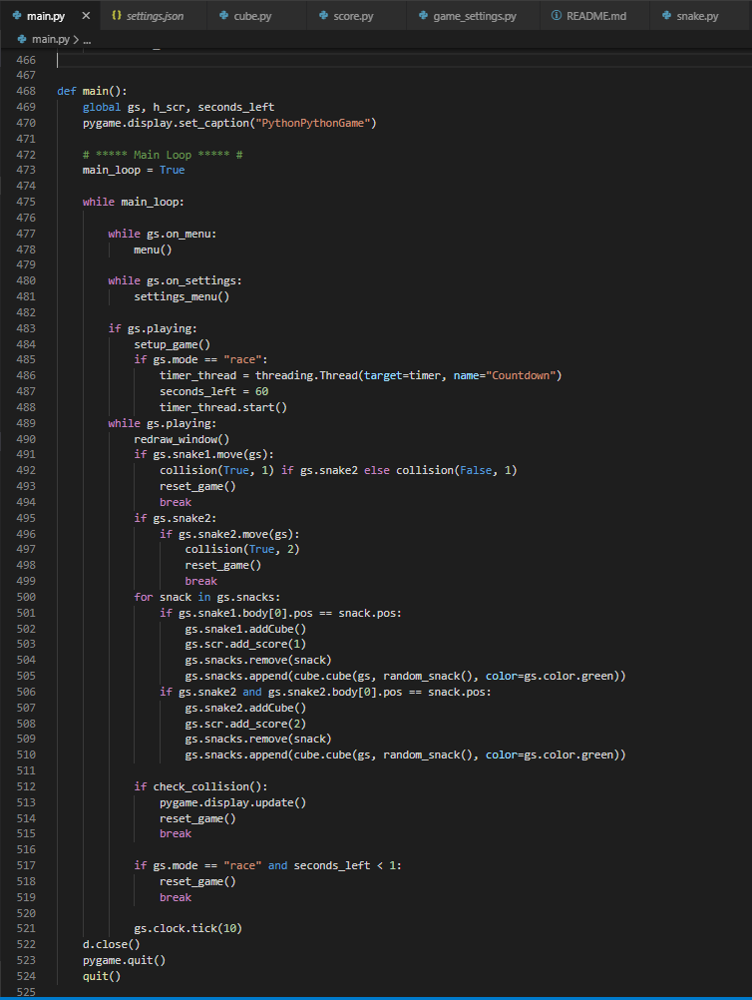 main.py × {} settings.json cube.py score.py game_settings.py README.md snake.py
main.py > ...
466
467
468 def main():
469     global gs, h_scr, seconds_left
470     pygame.display.set_caption("PythonPythonGame")
471
472     # ***** Main Loop ***** #
473     main_loop = True
474
475     while main_loop:
476
477         while gs.on_menu:
478             menu()
479
480         while gs.on_settings:
481             settings_menu()
482
483         if gs.playing:
484             setup_game()
485             if gs.mode == "race":
486                 timer_thread = threading.Thread(target=timer, name="Countdown")
487                 seconds_left = 60
488                 timer_thread.start()
489         while gs.playing:
490             redraw_window()
491             if gs.snake1.move(gs):
492                 collision(True, 1) if gs.snake2 else collision(False, 1)
493                 reset_game()
494                 break
495             if gs.snake2:
496                 if gs.snake2.move(gs):
497                     collision(True, 2)
498                     reset_game()
499                     break
500             for snack in gs.snacks:
501                 if gs.snake1.body[0].pos == snack.pos:
502                     gs.snake1.addCube()
503                     gs.scr.add_score(1)
504                     gs.snacks.remove(snack)
505                     gs.snacks.append(cube.cube(gs, random_snack(), color=gs.color.green))
506                 if gs.snake2 and gs.snake2.body[0].pos == snack.pos:
507                     gs.snake2.addCube()
508                     gs.scr.add_score(2)
509                     gs.snacks.remove(snack)
510                     gs.snacks.append(cube.cube(gs, random_snack(), color=gs.color.green))
511
512             if check_collision():
513                 pygame.display.update()
514                 reset_game()
515                 break
516
517             if gs.mode == "race" and seconds_left < 1:
518                 reset_game()
519                 break
520
521             gs.clock.tick(10)
522     d.close()
523     pygame.quit()
524     quit()
525